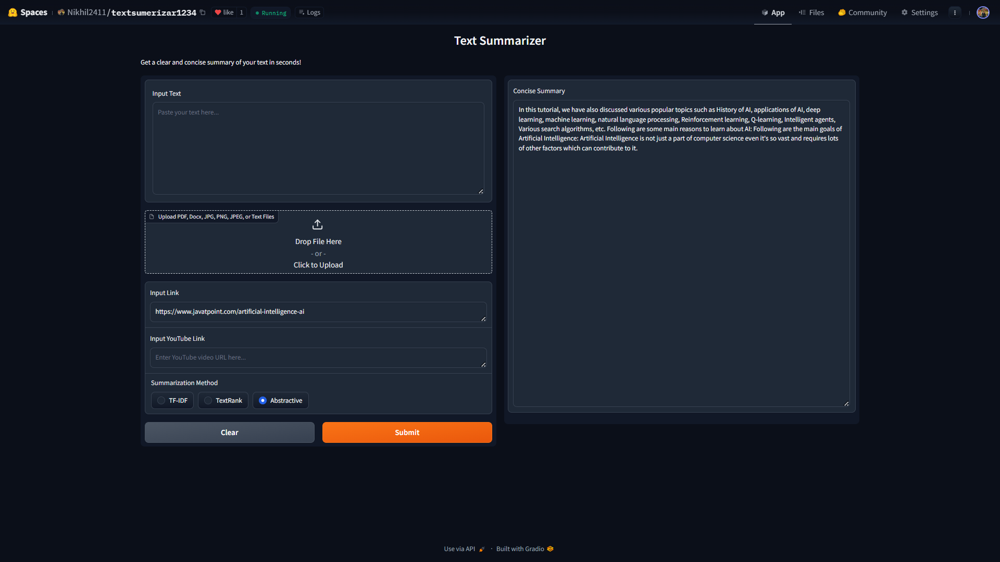 Spaces
Nikhil2411/textsumerizar1234
like 1
Running
Logs
App
Files
Community
Settings
Text Summarizer
Get a clear and concise summary of your text in seconds!
Input Text
Paste your text here...
Upload PDF, Docx, JPG, PNG, JPEG, or Text Files
Drop File Here
- or -
Click to Upload
Input Link
https://www.javatpoint.com/artificial-intelligence-ai
Input YouTube Link
Enter YouTube video URL here...
Summarization Method
TF-IDF
TextRank
Abstractive
Clear
Submit
Concise Summary
In this tutorial, we have also discussed various popular topics such as History of AI, applications of AI, deep
learning, machine learning, natural language processing, Reinforcement learning, Q-learning, Intelligent agents,
Various search algorithms, etc. Following are some main reasons to learn about AI: Following are the main goals of
Artificial Intelligence: Artificial Intelligence is not just a part of computer science even it's so vast and requires lots
of other factors which can contribute to it.
Use via API · Built with Gradio